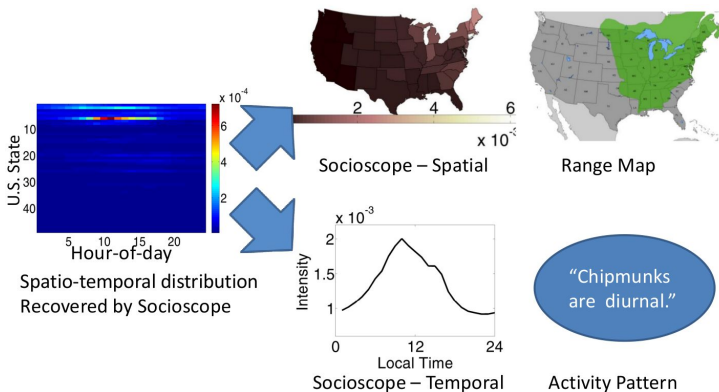 x 10⁻⁴
6
4
2
10
20
30
40
U.S. State
5 10 15 20
Hour-of-day
Spatio-temporal distribution
Recovered by Socioscope
2 4 6
x 10⁻³
Socioscope – Spatial
Range Map
x 10⁻³
2
1.5
1
Intensity
0 12 24
Local Time
Socioscope – Temporal
“Chipmunks
are diurnal.”
Activity Pattern